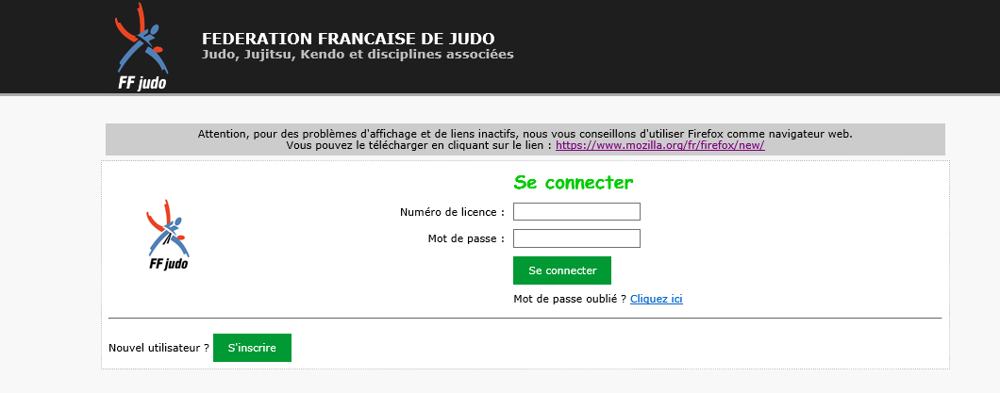 FF judo
FEDERATION FRANCAISE DE JUDO
Judo, Jujitsu, Kendo et disciplines associées
Attention, pour des problèmes d'affichage et de liens inactifs, nous vous conseillons d'utiliser Firefox comme navigateur web.
Vous pouvez le télécharger en cliquant sur le lien : https://www.mozilla.org/fr/firefox/new/
FF judo
Se connecter
Numéro de licence :
Mot de passe :
Se connecter
Mot de passe oublié ? Cliquez ici
Nouvel utilisateur ? S'inscrire